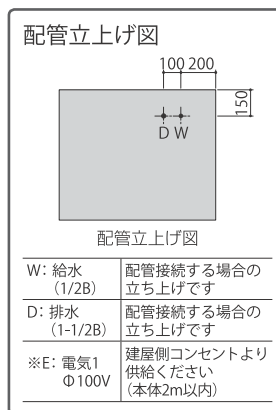 配管立上げ図
100 200
150
D W
配管立上げ図
W: 給水
(1/2B)
配管接続する場合の
立ち上げです
D: 排水
(1-1/2B)
配管接続する場合の
立ち上げです
※E: 電気1
Φ100V
建屋側コンセントより
供給ください
(本体2m以内)